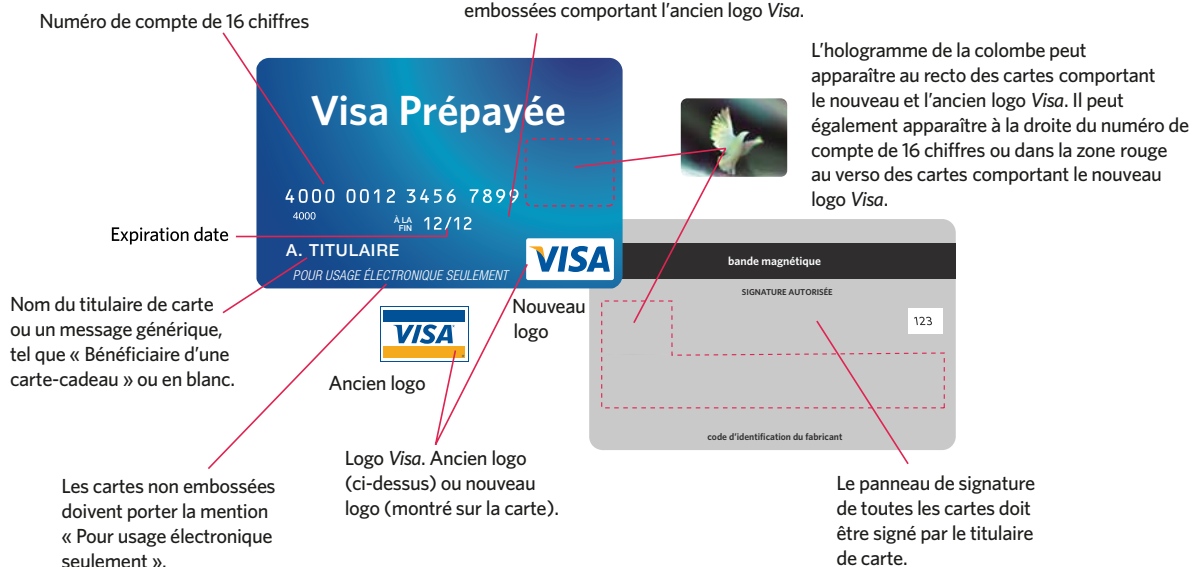 Numéro de compte de 16 chiffres
embossées comportant l'ancien logo Visa.
L'hologramme de la colombe peut
apparaître au recto des cartes comportant
le nouveau et l'ancien logo Visa. Il peut
également apparaître à la droite du numéro de
compte de 16 chiffres ou dans la zone rouge
au verso des cartes comportant le nouveau
logo Visa.
Visa Prépayée
4000 0012 3456 7899
4000
À LA
FIN 12/12
Expiration date
A. TITULAIRE
POUR USAGE ÉLECTRONIQUE SEULEMENT
VISA
bande magnétique
SIGNATURE AUTORISÉE
123
code d'identification du fabricant
Nom du titulaire de carte
ou un message générique,
tel que « Bénéficiaire d'une
carte-cadeau » ou en blanc.
Nouveau
logo
VISA
Ancien logo
Logo Visa. Ancien logo
(ci-dessus) ou nouveau
logo (montré sur la carte).
Les cartes non embossées
doivent porter la mention
« Pour usage électronique
seulement ».
Le panneau de signature
de toutes les cartes doit
être signé par le titulaire
de carte.